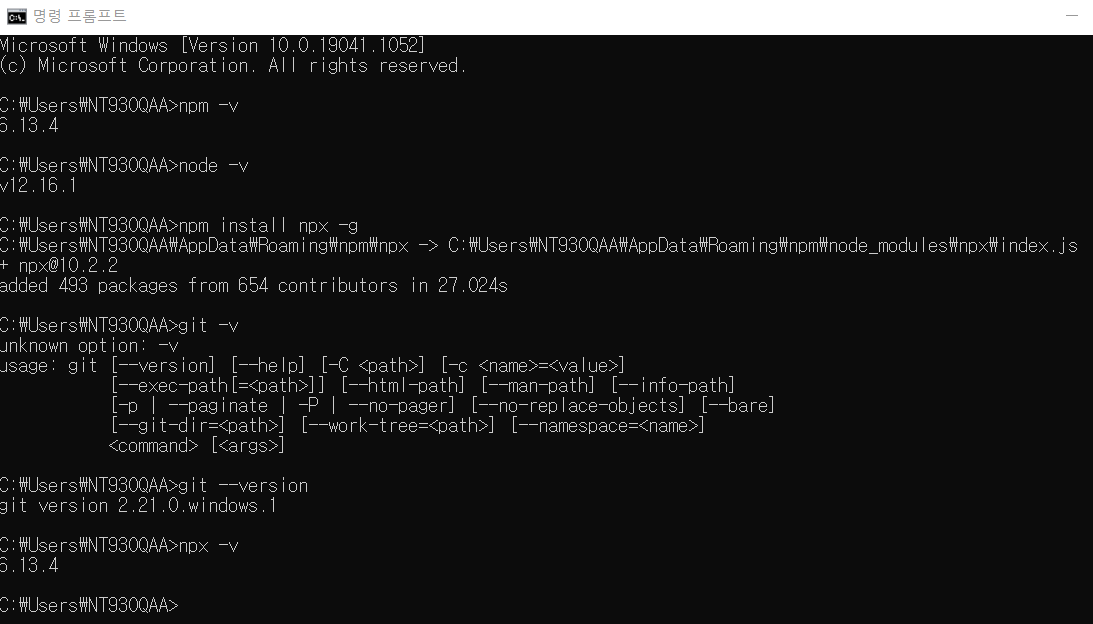 명령 프롬프트
Microsoft Windows [Version 10.0.19041.1052]
(c) Microsoft Corporation. All rights reserved.
C:₩Users₩NT930QAA>npm -v
6.13.4
C:₩Users₩NT930QAA>node -v
v12.16.1
C:₩Users₩NT930QAA>npm install npx -g
C:₩Users₩NT930QAA₩AppData₩Roaming₩npm₩npx -> C:₩Users₩NT930QAA₩AppData₩Roaming₩npm₩node_modules₩npx₩index.js
+ npx@10.2.2
added 493 packages from 654 contributors in 27.024s
C:₩Users₩NT930QAA>git -v
unknown option: -v
usage: git [--version] [--help] [-C <path>] [-c <name>=<value>]
           [--exec-path[=<path>]] [--html-path] [--man-path] [--info-path]
           [-p | --paginate | -P | --no-pager] [--no-replace-objects] [--bare]
           [--git-dir=<path>] [--work-tree=<path>] [--namespace=<name>]
           <command> [<args>]
C:₩Users₩NT930QAA>git --version
git version 2.21.0.windows.1
C:₩Users₩NT930QAA>npx -v
6.13.4
C:₩Users₩NT930QAA>